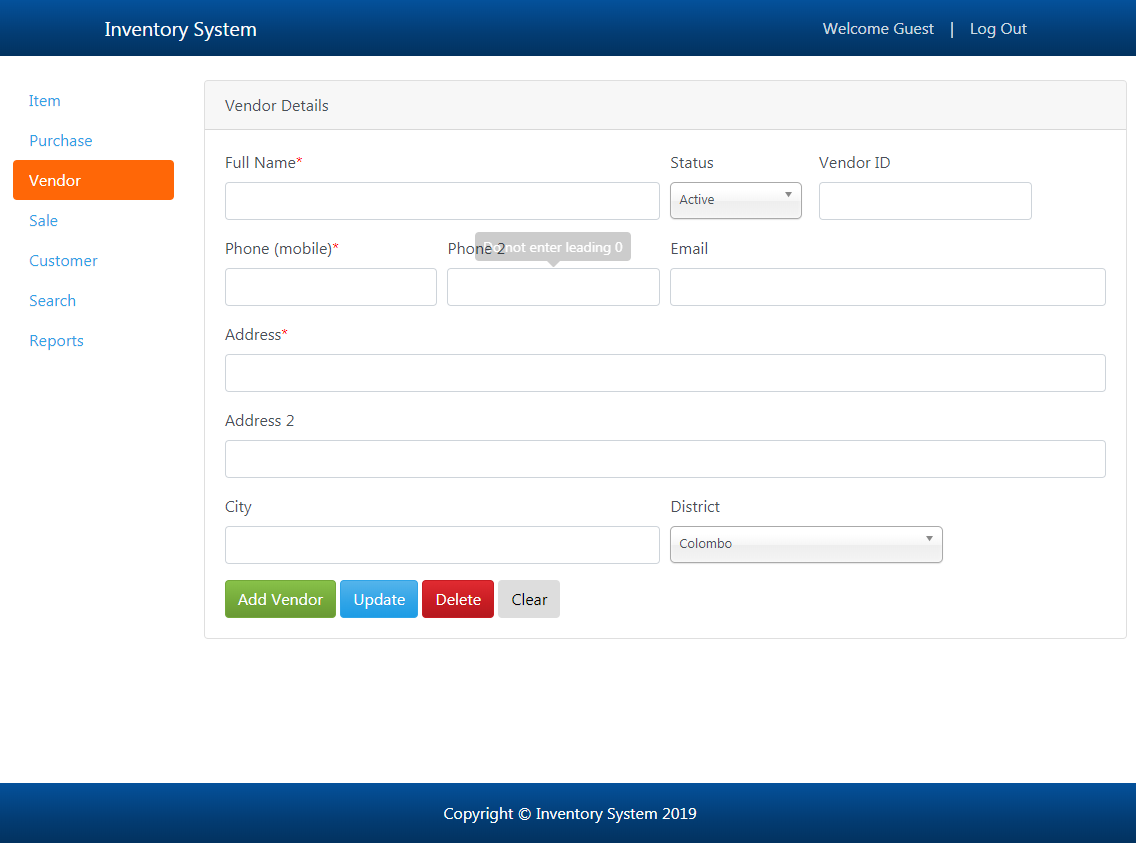 Inventory System
Welcome Guest | Log Out
Item
Purchase
Vendor
Sale
Customer
Search
Reports
Vendor Details
Full Name*
Status
Vendor ID
Active
Phone (mobile)*
Phone 2
Do not enter leading 0
Email
Address*
Address 2
City
District
Colombo
Add Vendor
Update
Delete
Clear
Copyright © Inventory System 2019